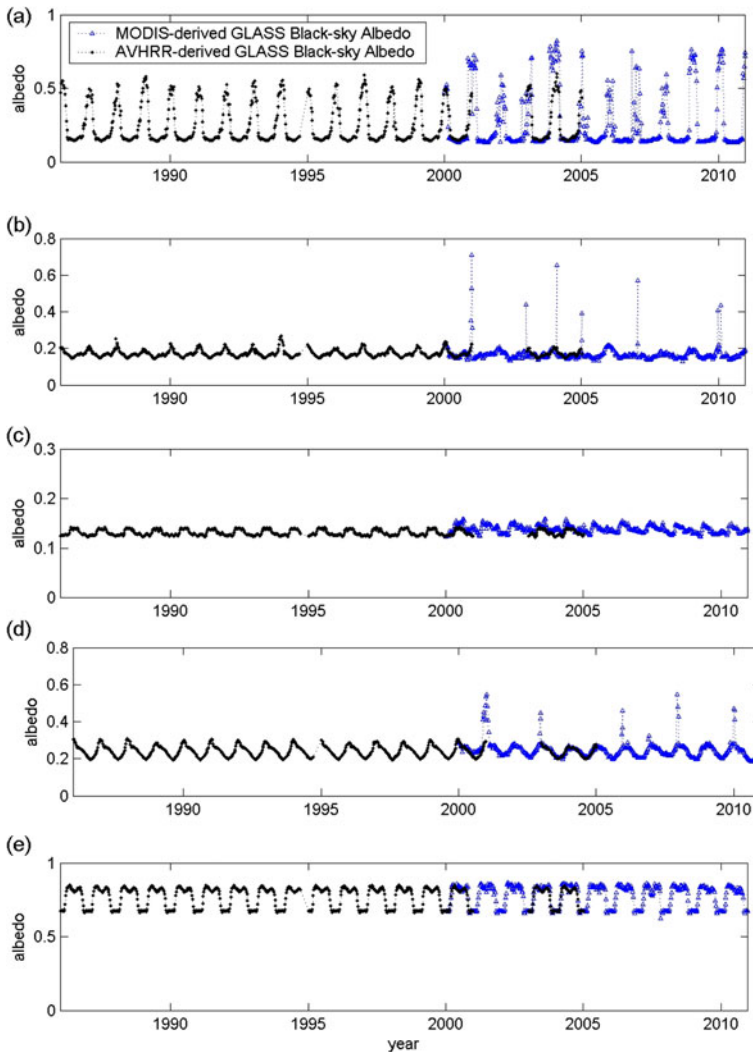 (a)
1
MODIS-derived GLASS Black-sky Albedo
AVHRR-derived GLASS Black-sky Albedo
albedo
0.5
0
1990 1995 2000 2005 2010
(b)
0.8
0.6
albedo
0.4
0.2
0
1990 1995 2000 2005 2010
(c)
0.3
0.2
albedo
0.1
0
1990 1995 2000 2005 2010
(d)
0.8
0.6
albedo
0.4
0.2
0
1990 1995 2000 2005 2010
(e)
1
albedo
0.5
0
1990 1995 2000 2005 2010
year